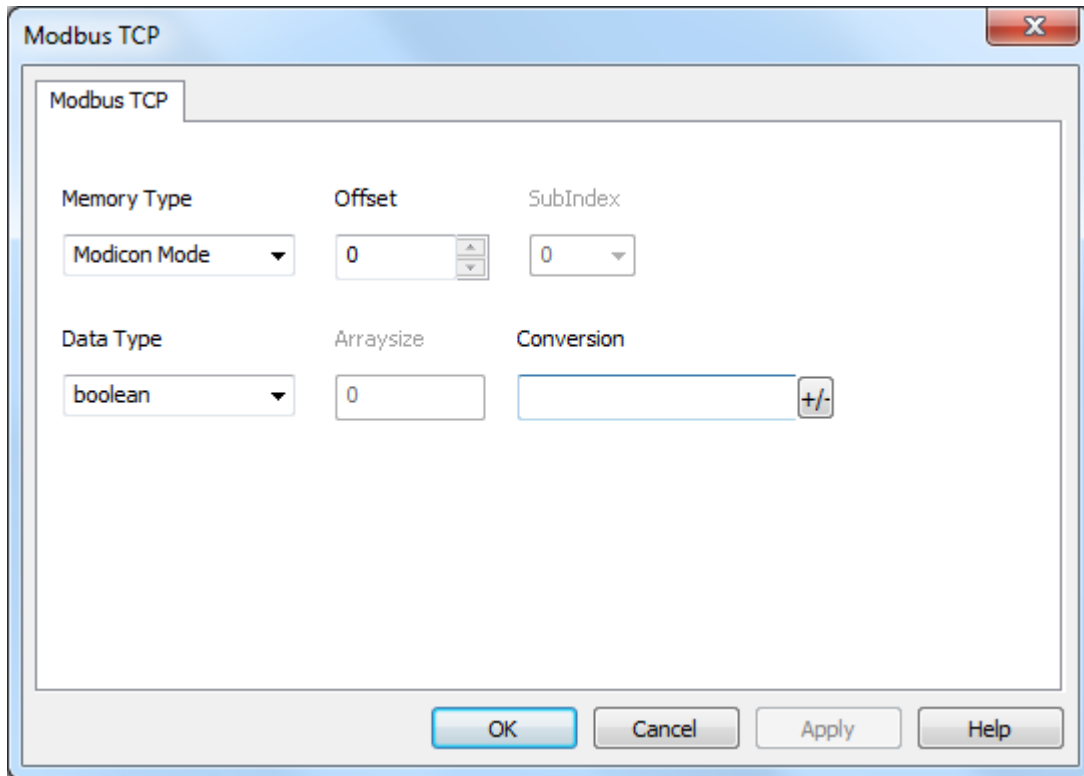 Modbus TCP
Modbus TCP
Memory Type Offset SubIndex
Modicon Mode 0 0
Data Type Arraysize Conversion
boolean 0 +/-
OK Cancel Apply Help